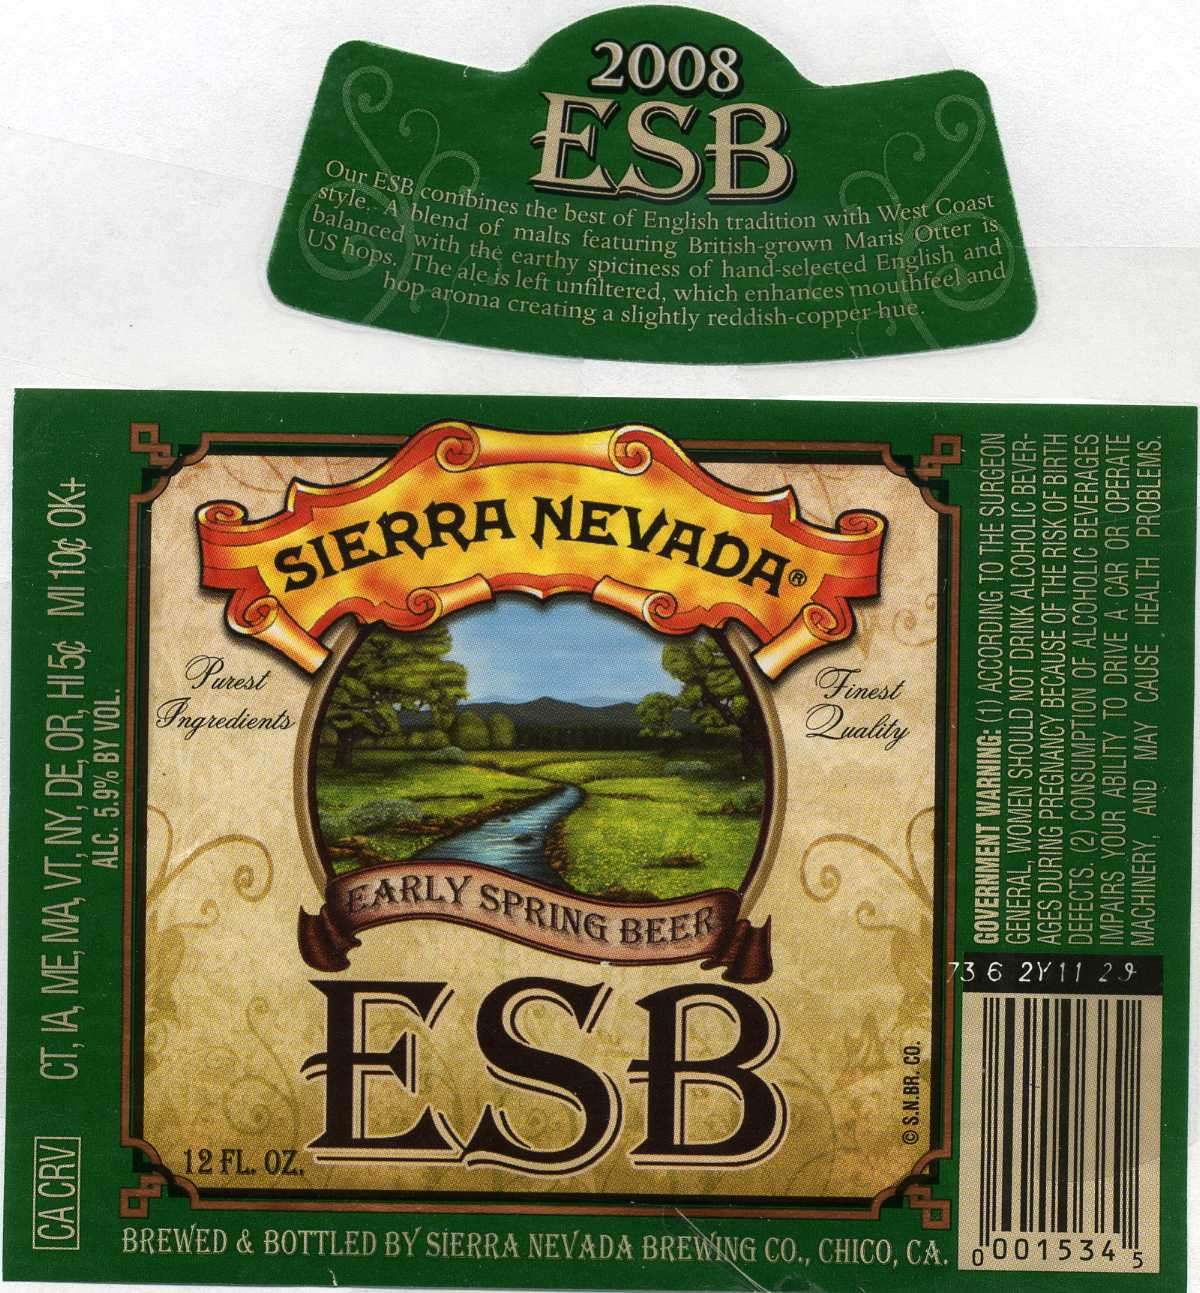 2008
ESB
Our ESB combines the best of English tradition with West Coast
style. A blend of malts featuring British-grown Maris Otter is
balanced with the earthy spiciness of hand-selected English and
US hops. The ale is left unfiltered, which enhances mouthfeel and
hop aroma creating a slightly reddish-copper hue.
SIERRA NEVADA®
Purest
Ingredients
Finest
Quality
EARLY SPRING BEER
ESB
12 FL. OZ.
© S.N.BR. CO.
BREWED & BOTTLED BY SIERRA NEVADA BREWING CO., CHICO, CA.
CA CRV
CT, IA, ME, MA, VT, NY, DE, OR, HI 5¢ MI 10¢ OK+
ALC. 5.9% BY VOL.
GOVERNMENT WARNING: (1) ACCORDING TO THE SURGEON
GENERAL, WOMEN SHOULD NOT DRINK ALCOHOLIC BEVER-
AGES DURING PREGNANCY BECAUSE OF THE RISK OF BIRTH
DEFECTS. (2) CONSUMPTION OF ALCOHOLIC BEVERAGES
IMPAIRS YOUR ABILITY TO DRIVE A CAR OR OPERATE
MACHINERY, AND MAY CAUSE HEALTH PROBLEMS.
73 6 2Y11 29
0 001534 5